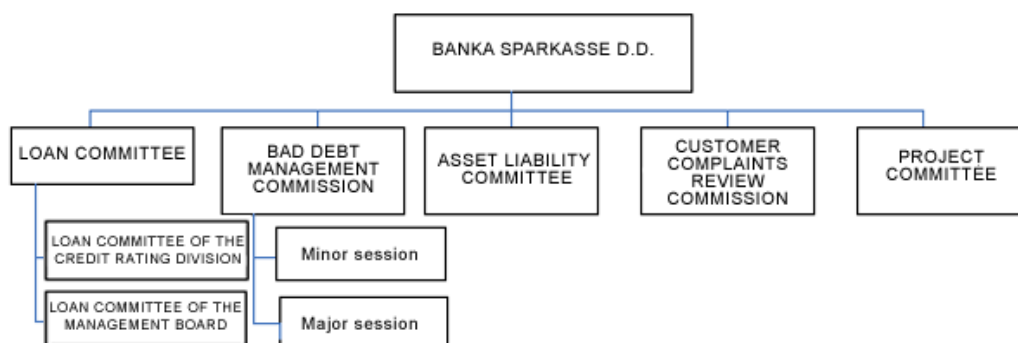 BANKA SPARKASSE D.D.
LOAN COMMITTEE
BAD DEBT
MANAGEMENT
COMMISSION
ASSET LIABILITY
COMMITTEE
CUSTOMER
COMPLAINTS
REVIEW
COMMISSION
PROJECT
COMMITTEE
LOAN COMMITTEE OF THE
CREDIT RATING DIVISION
LOAN COMMITTEE OF THE
MANAGEMENT BOARD
Minor session
Major session